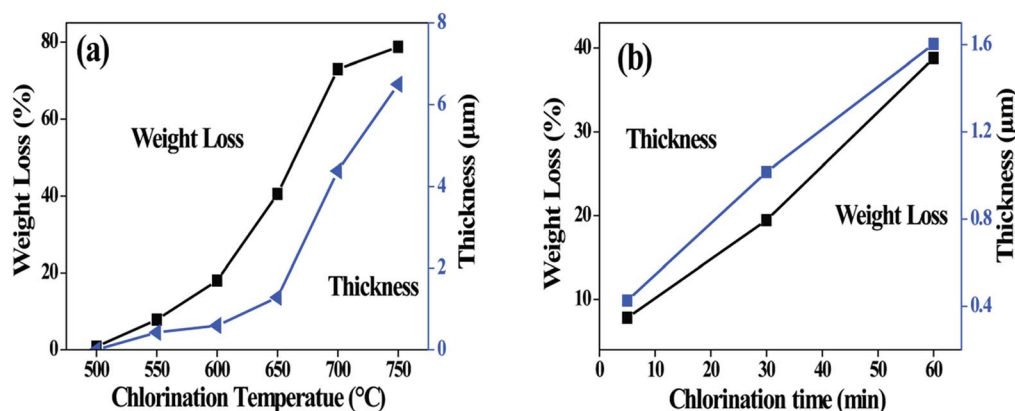 (a)
Weight Loss (%)
80
60
40
20
0
Weight Loss
Thickness
8
6
4
2
0
Thickness (μm)
500 550 600 650 700 750
Chlorination Temperatue (°C)
(b)
Weight Loss (%)
40
30
20
10
Thickness
Weight Loss
1.6
1.2
0.8
0.4
Thickness (μm)
0 10 20 30 40 50 60
Chlorination time (min)